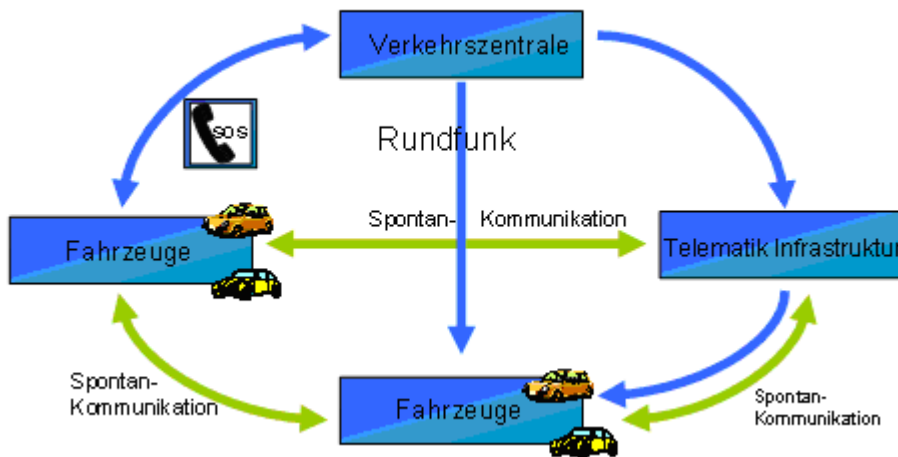 Verkehrszentrale
SOS
Rundfunk
Spontan- Kommunikation
Fahrzeuge
Telematik Infrastruktur
Spontan-
Kommunikation
Fahrzeuge
Spontan-
Kommunikation